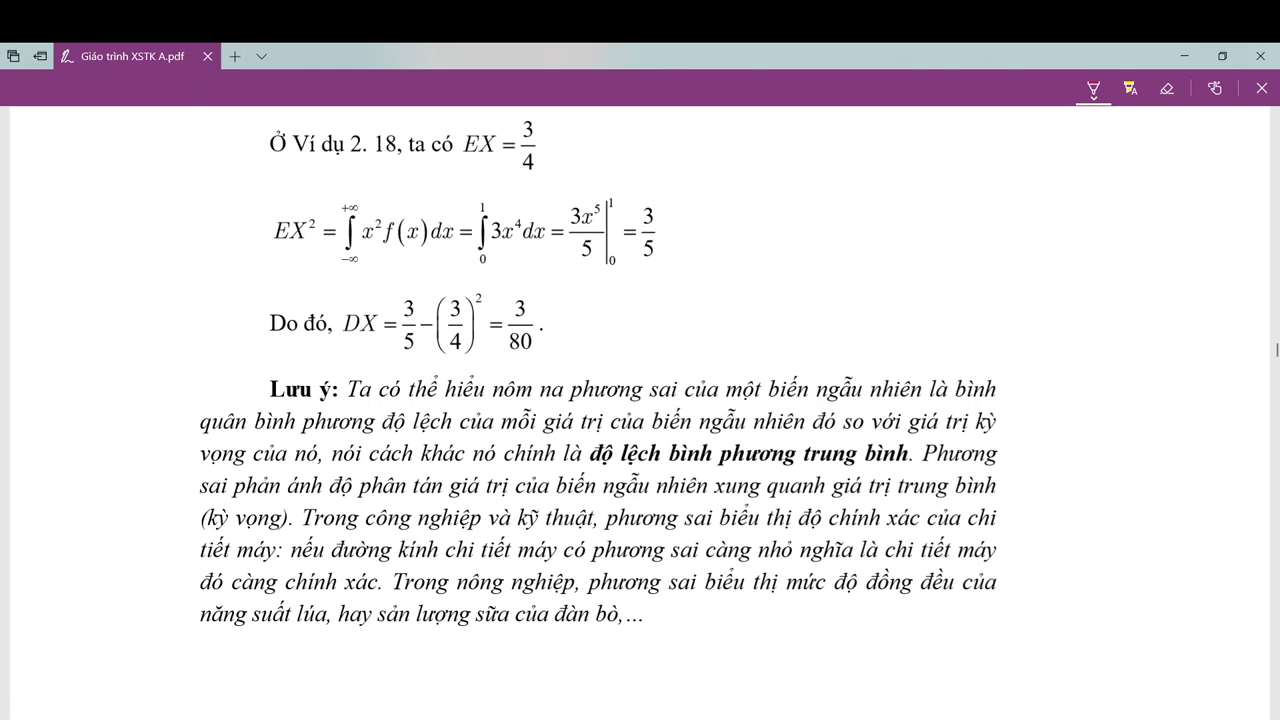 Giáo trình XSTK A.pdf
Ở Ví dụ 2. 18, ta có EX = 3/4
EX² = ∫_{-∞}^{+∞} x² f(x) dx = ∫_0^1 3x⁴ dx = 3x⁵/5 |_0^1 = 3/5
Do đó, DX = 3/5 − (3/4)² = 3/80 .
Lưu ý: Ta có thể hiểu nôm na phương sai của một biến ngẫu nhiên là bình
quân bình phương độ lệch của mỗi giá trị của biến ngẫu nhiên đó so với giá trị kỳ
vọng của nó, nói cách khác nó chính là độ lệch bình phương trung bình. Phương
sai phản ánh độ phân tán giá trị của biến ngẫu nhiên xung quanh giá trị trung bình
(kỳ vọng). Trong công nghiệp và kỹ thuật, phương sai biểu thị độ chính xác của chi
tiết máy: nếu đường kính chi tiết máy có phương sai càng nhỏ nghĩa là chi tiết máy
đó càng chính xác. Trong nông nghiệp, phương sai biểu thị mức độ đồng đều của
năng suất lúa, hay sản lượng sữa của đàn bò,...